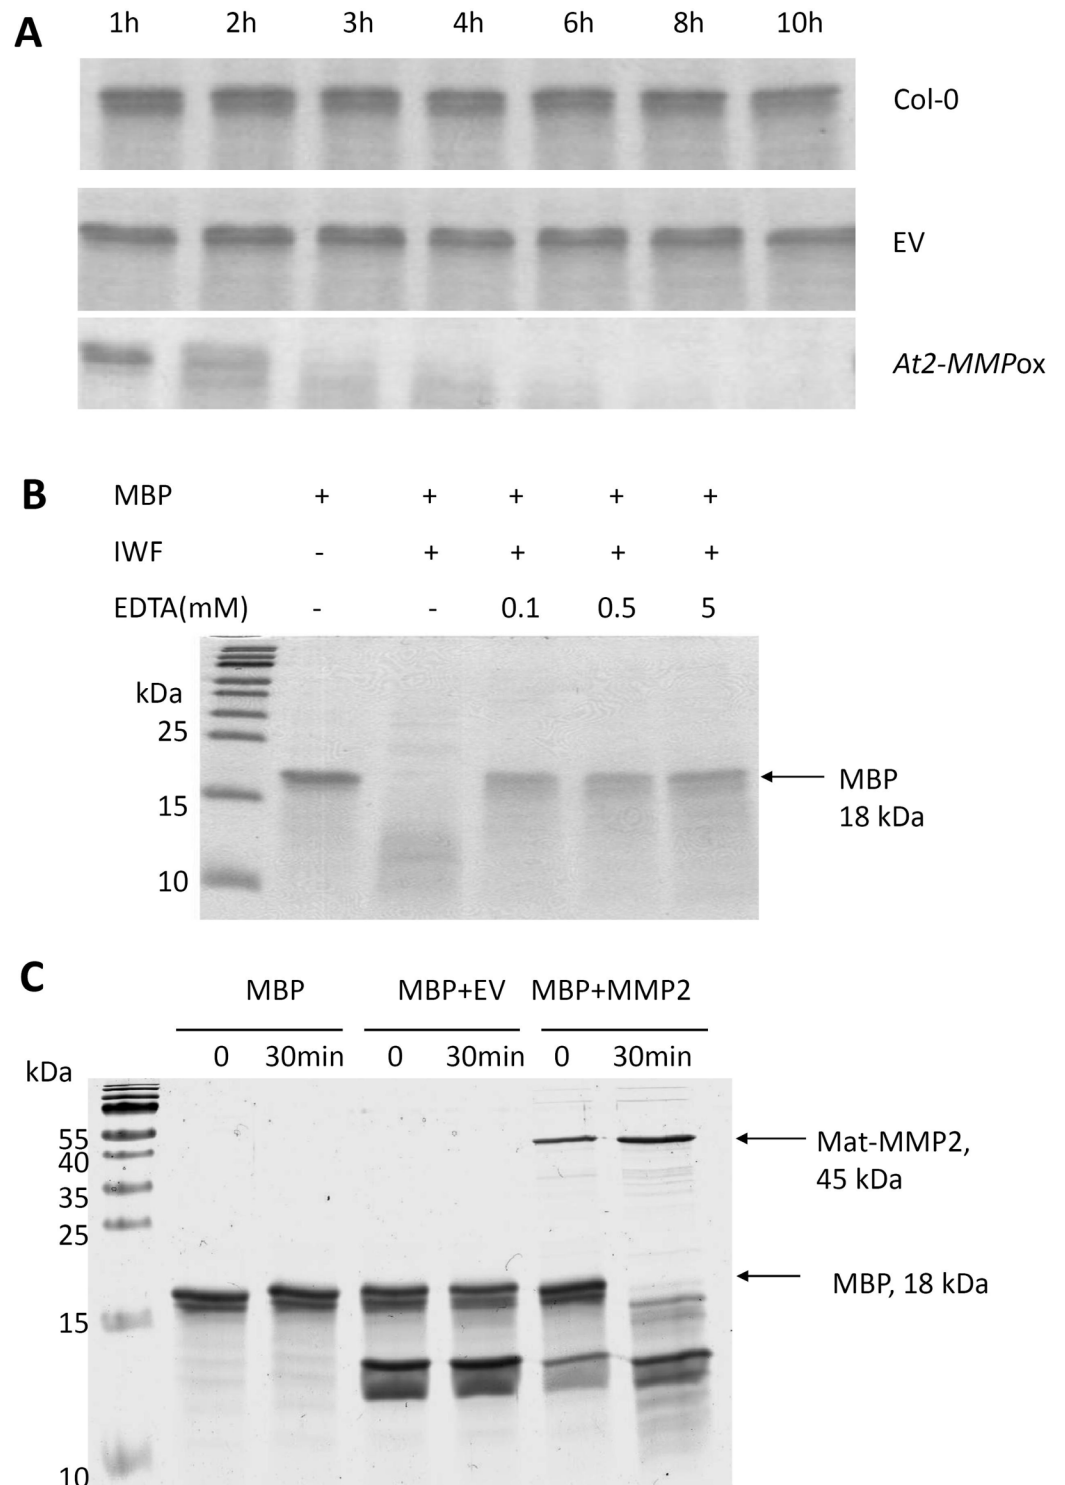 A
1h 2h 3h 4h 6h 8h 10h
Col-0
EV
At2-MMPox
B
MBP + + + + +
IWF - + + + +
EDTA(mM) - - 0.1 0.5 5
kDa
25
15
10
MBP
18 kDa
C
MBP MBP+EV MBP+MMP2
0 30min 0 30min 0 30min
kDa
55
40
35
25
15
10
Mat-MMP2,
45 kDa
MBP, 18 kDa